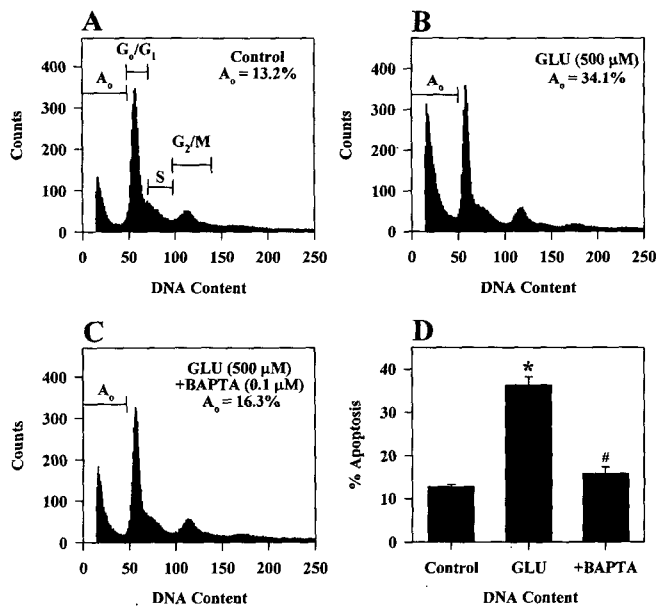 A
Control
A₀ = 13.2%
G₀/G₁
A₀
G₂/M
S
Counts
400
300
200
100
0
0 50 100 150 200 250
DNA Content
B
GLU (500 µM)
A₀ = 34.1%
A₀
Counts
400
300
200
100
0
0 50 100 150 200 250
DNA Content
C
GLU (500 µM)
+BAPTA (0.1 µM)
A₀ = 16.3%
A₀
Counts
400
300
200
100
0
0 50 100 150 200 250
DNA Content
D
% Apoptosis
40
30
20
10
0
*
#
Control GLU +BAPTA
DNA Content